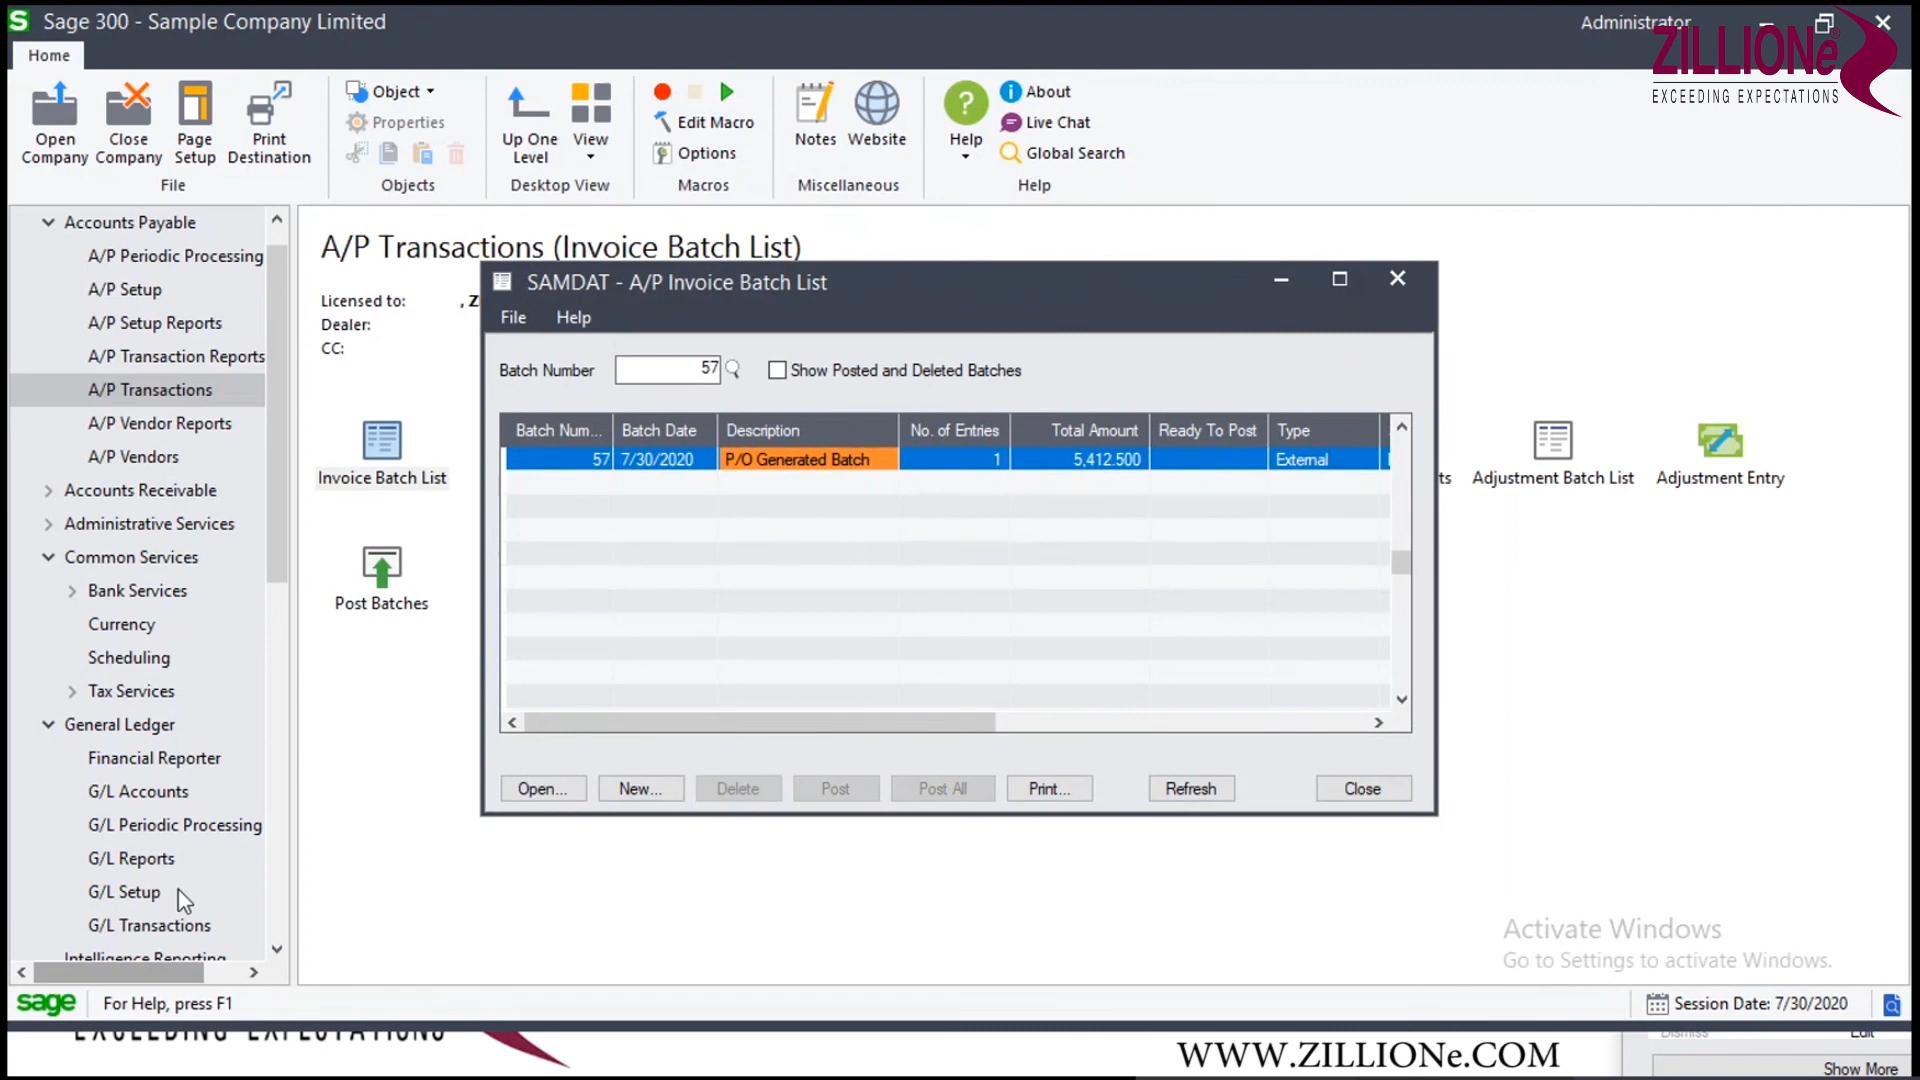 Sage 300 - Sample Company Limited
Administrator
ZILLIONe
EXCEEDING EXPECTATIONS
Home
Open Company
Close Company
Page Setup
Print Destination
File
Object
Properties
Objects
Up One Level
View
Desktop View
Edit Macro
Options
Macros
Notes
Website
Miscellaneous
Help
About
Live Chat
Global Search
Help
Accounts Payable
A/P Periodic Processing
A/P Setup
A/P Setup Reports
A/P Transaction Reports
A/P Transactions
A/P Vendor Reports
A/P Vendors
Accounts Receivable
Administrative Services
Common Services
Bank Services
Currency
Scheduling
Tax Services
General Ledger
Financial Reporter
G/L Accounts
G/L Periodic Processing
G/L Reports
G/L Setup
G/L Transactions
Intelligence Reporting
A/P Transactions (Invoice Batch List)
Licensed to: , Z
Dealer:
CC:
Invoice Batch List
Post Batches
ts
Adjustment Batch List
Adjustment Entry
SAMDAT - A/P Invoice Batch List
File Help
Batch Number 57 Show Posted and Deleted Batches
Batch Num... Batch Date Description No. of Entries Total Amount Ready To Post Type
57 7/30/2020 P/O Generated Batch 1 5,412.500 External
Open... New... Delete Post Post All Print... Refresh Close
Activate Windows
Go to Settings to activate Windows.
sage For Help, press F1
Session Date: 7/30/2020
EXCEEDING EXPECTATIONS
WWW.ZILLIONe.COM
Dismiss Edit
Show More